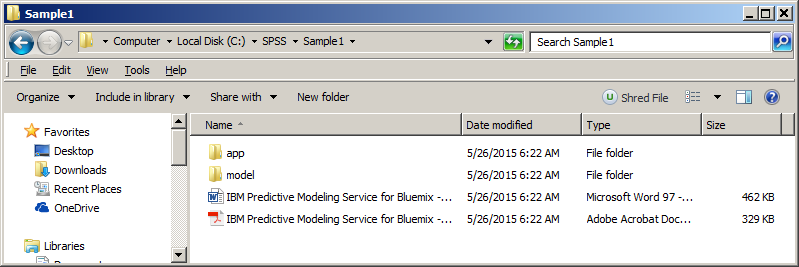 Sample1
Computer Local Disk (C:) SPSS Sample1 Search Sample1
File Edit View Tools Help
Organize Include in library Share with New folder Shred File
Name Date modified Type Size
Favorites
Desktop
Downloads
Recent Places
OneDrive
Libraries
app 5/26/2015 6:22 AM File folder
model 5/26/2015 6:22 AM File folder
IBM Predictive Modeling Service for Bluemix -... 5/26/2015 6:22 AM Microsoft Word 97 -... 462 KB
IBM Predictive Modeling Service for Bluemix -... 5/26/2015 6:22 AM Adobe Acrobat Doc... 329 KB